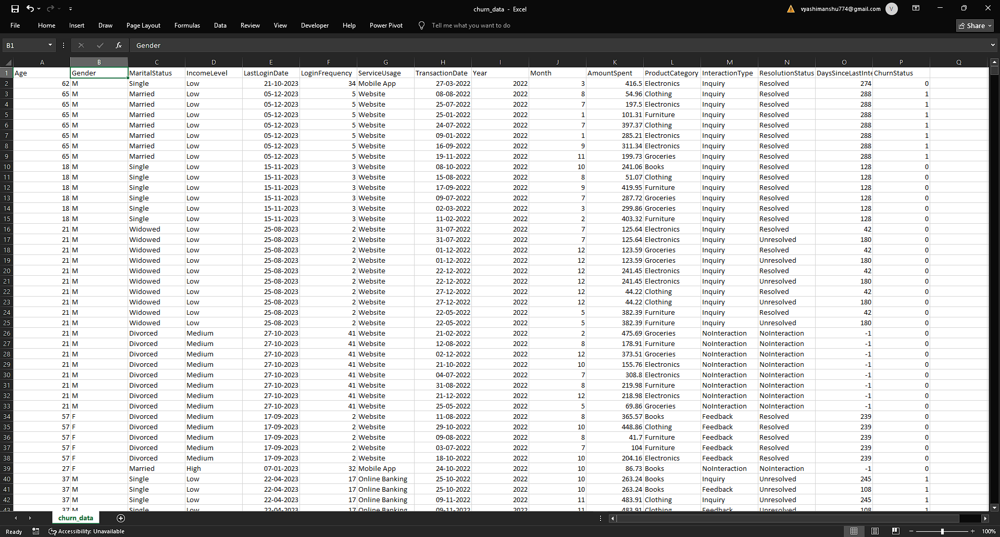 churn_data - Excel
vyashimanshu774@gmail.com V
File Home Insert Draw Page Layout Formulas Data Review View Developer Help Power Pivot Tell me what you want to do Share
B1 fx Gender
A B C D E F G H I J K L M N O P Q
1 Age Gender MaritalStatus IncomeLevel LastLoginDate LoginFrequency ServiceUsage TransactionDate Year Month AmountSpent ProductCategory InteractionType ResolutionStatus DaysSinceLastInte ChurnStatus
2 62 M Single Low 21-10-2023 34 Mobile App 27-03-2022 2022 3 416.5 Electronics Inquiry Resolved 274 0
3 65 M Married Low 05-12-2023 5 Website 08-08-2022 2022 8 54.96 Clothing Inquiry Resolved 288 1
4 65 M Married Low 05-12-2023 5 Website 25-07-2022 2022 7 197.5 Electronics Inquiry Resolved 288 1
5 65 M Married Low 05-12-2023 5 Website 25-01-2022 2022 1 101.31 Furniture Inquiry Resolved 288 1
6 65 M Married Low 05-12-2023 5 Website 24-07-2022 2022 7 397.37 Clothing Inquiry Resolved 288 1
7 65 M Married Low 05-12-2023 5 Website 09-01-2022 2022 1 285.21 Electronics Inquiry Resolved 288 1
8 65 M Married Low 05-12-2023 5 Website 16-09-2022 2022 9 311.34 Electronics Inquiry Resolved 288 1
9 65 M Married Low 05-12-2023 5 Website 19-11-2022 2022 11 199.73 Groceries Inquiry Resolved 288 1
10 18 M Single Low 15-11-2023 3 Website 08-10-2022 2022 10 241.06 Books Inquiry Resolved 128 0
11 18 M Single Low 15-11-2023 3 Website 15-08-2022 2022 8 51.07 Clothing Inquiry Resolved 128 0
12 18 M Single Low 15-11-2023 3 Website 17-09-2022 2022 9 419.95 Furniture Inquiry Resolved 128 0
13 18 M Single Low 15-11-2023 3 Website 09-07-2022 2022 7 287.72 Groceries Inquiry Resolved 128 0
14 18 M Single Low 15-11-2023 3 Website 02-03-2022 2022 3 299.86 Groceries Inquiry Resolved 128 0
15 18 M Single Low 15-11-2023 3 Website 11-02-2022 2022 2 403.32 Furniture Inquiry Resolved 128 0
16 21 M Widowed Low 25-08-2023 2 Website 31-07-2022 2022 7 125.64 Electronics Inquiry Resolved 42 0
17 21 M Widowed Low 25-08-2023 2 Website 31-07-2022 2022 7 125.64 Electronics Inquiry Unresolved 180 0
18 21 M Widowed Low 25-08-2023 2 Website 01-12-2022 2022 12 123.59 Groceries Inquiry Resolved 42 0
19 21 M Widowed Low 25-08-2023 2 Website 01-12-2022 2022 12 123.59 Groceries Inquiry Unresolved 180 0
20 21 M Widowed Low 25-08-2023 2 Website 22-12-2022 2022 12 241.45 Electronics Inquiry Resolved 42 0
21 21 M Widowed Low 25-08-2023 2 Website 22-12-2022 2022 12 241.45 Electronics Inquiry Unresolved 180 0
22 21 M Widowed Low 25-08-2023 2 Website 27-12-2022 2022 12 44.22 Clothing Inquiry Resolved 42 0
23 21 M Widowed Low 25-08-2023 2 Website 27-12-2022 2022 12 44.22 Clothing Inquiry Unresolved 180 0
24 21 M Widowed Low 25-08-2023 2 Website 22-05-2022 2022 5 382.39 Furniture Inquiry Resolved 42 0
25 21 M Widowed Low 25-08-2023 2 Website 22-05-2022 2022 5 382.39 Furniture Inquiry Unresolved 180 0
26 21 M Divorced Medium 27-10-2023 41 Website 21-02-2022 2022 2 475.69 Groceries NoInteraction NoInteraction -1 0
27 21 M Divorced Medium 27-10-2023 41 Website 12-08-2022 2022 8 178.91 Furniture NoInteraction NoInteraction -1 0
28 21 M Divorced Medium 27-10-2023 41 Website 02-12-2022 2022 12 373.51 Groceries NoInteraction NoInteraction -1 0
29 21 M Divorced Medium 27-10-2023 41 Website 21-10-2022 2022 10 155.76 Electronics NoInteraction NoInteraction -1 0
30 21 M Divorced Medium 27-10-2023 41 Website 04-07-2022 2022 7 308.8 Electronics NoInteraction NoInteraction -1 0
31 21 M Divorced Medium 27-10-2023 41 Website 31-08-2022 2022 8 219.98 Furniture NoInteraction NoInteraction -1 0
32 21 M Divorced Medium 27-10-2023 41 Website 21-12-2022 2022 12 218.98 Electronics NoInteraction NoInteraction -1 0
33 21 M Divorced Medium 27-10-2023 41 Website 25-05-2022 2022 5 69.86 Groceries NoInteraction NoInteraction -1 0
34 57 F Divorced Medium 17-09-2023 2 Website 11-08-2022 2022 8 365.57 Books Feedback Resolved 239 0
35 57 F Divorced Medium 17-09-2023 2 Website 29-10-2022 2022 10 448.86 Clothing Feedback Resolved 239 0
36 57 F Divorced Medium 17-09-2023 2 Website 09-08-2022 2022 8 41.7 Furniture Feedback Resolved 239 0
37 57 F Divorced Medium 17-09-2023 2 Website 03-07-2022 2022 7 104 Furniture Feedback Resolved 239 0
38 57 F Divorced Medium 17-09-2023 2 Website 18-10-2022 2022 10 204.16 Electronics Feedback Resolved 239 0
39 27 F Married High 07-01-2023 32 Mobile App 24-10-2022 2022 10 86.73 Books NoInteraction NoInteraction -1 0
40 37 M Single Low 22-04-2023 17 Online Banking 25-10-2022 2022 10 263.24 Books Inquiry Unresolved 245 1
41 37 M Single Low 22-04-2023 17 Online Banking 25-10-2022 2022 10 263.24 Books Feedback Unresolved 108 1
42 37 M Single Low 22-04-2023 17 Online Banking 09-11-2022 2022 11 483.91 Clothing Inquiry Unresolved 245 1
43 37 M Single Low 22-04-2023 17 Online Banking 09-11-2022 2022 11 483.91 Clothing Feedback Unresolved 108 1
churn_data
Ready Accessibility: Unavailable 100%